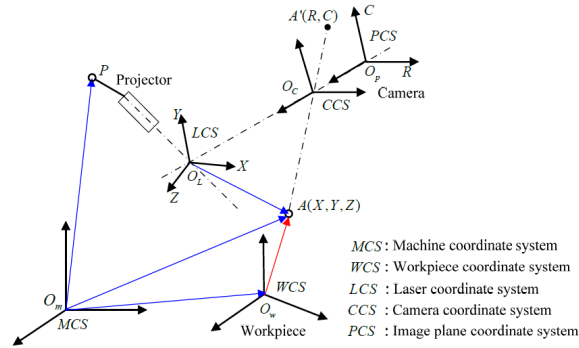 A'(R,C)
C
PCS
O_p
R
P
Projector
O_C
CCS
Camera
Y
LCS
X
O_L
Z
A(X,Y,Z)
O_m
MCS
WCS
O_w
Workpiece
MCS : Machine coordinate system
WCS : Workpiece coordinate system
LCS : Laser coordinate system
CCS : Camera coordinate system
PCS : Image plane coordinate system